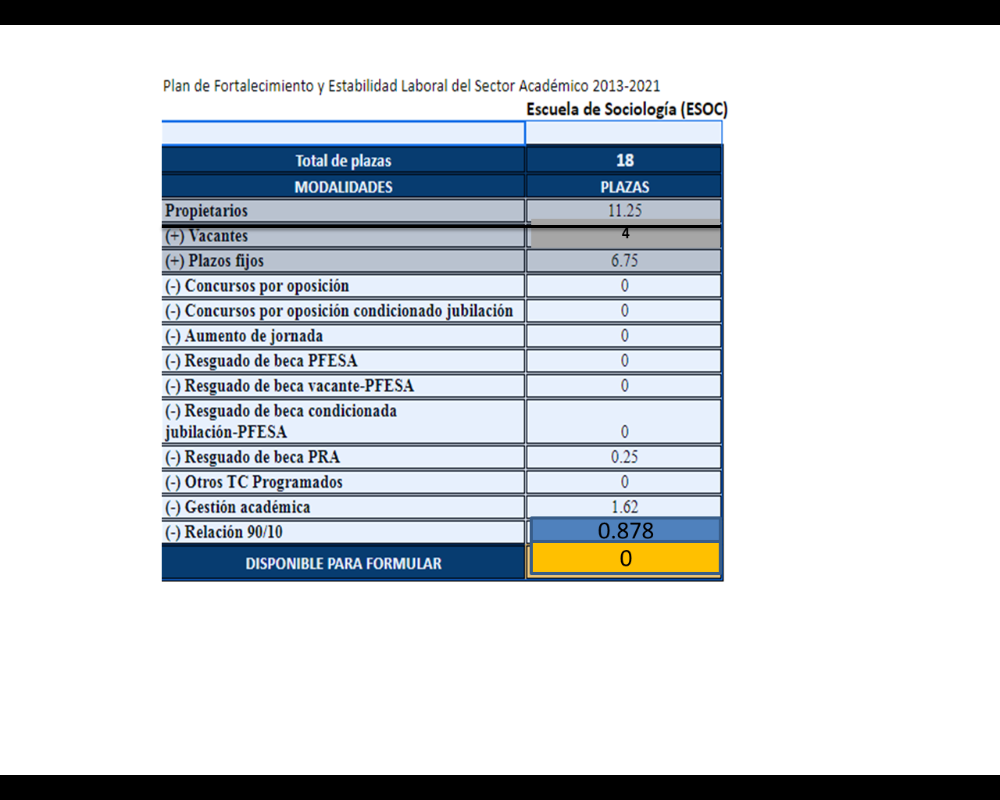 Plan de Fortalecimiento y Estabilidad Laboral del Sector Académico 2013-2021
Escuela de Sociología (ESOC)
Total de plazas 18
MODALIDADES PLAZAS
Propietarios 11.25
(+) Vacantes 4
(+) Plazos fijos 6.75
(-) Concursos por oposición 0
(-) Concursos por oposición condicionado jubilación 0
(-) Aumento de jornada 0
(-) Resguado de beca PFESA 0
(-) Resguado de beca vacante-PFESA 0
(-) Resguado de beca condicionada
jubilación-PFESA 0
(-) Resguado de beca PRA 0.25
(-) Otros TC Programados 0
(-) Gestión académica 1.62
(-) Relación 90/10 0.878
DISPONIBLE PARA FORMULAR 0